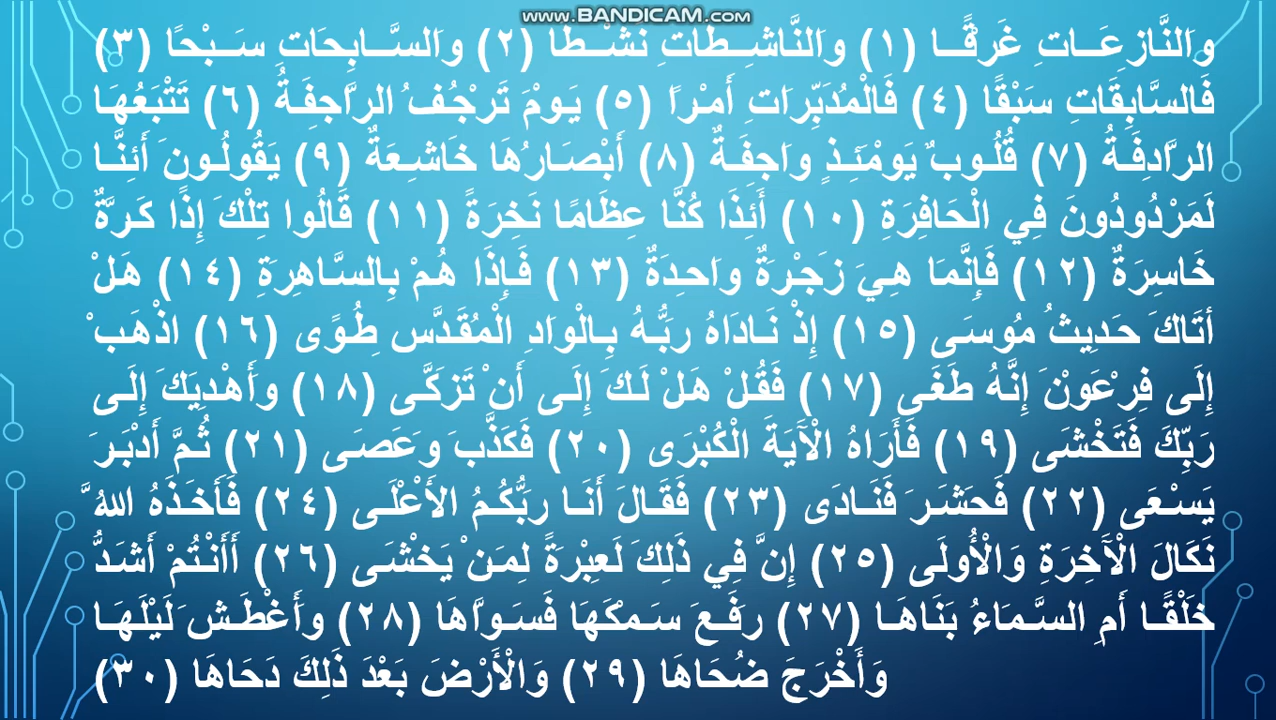 www.BANDICAM.com
وَالنَّازِعَاتِ غَرْقًا (١) وَالنَّاشِطَاتِ نَشْطًا (٢) وَالسَّابِحَاتِ سَبْحًا (٣)
فَالسَّابِقَاتِ سَبْقًا (٤) فَالْمُدَبِّرَاتِ أَمْرًا (٥) يَوْمَ تَرْجُفُ الرَّاجِفَةُ (٦) تَتْبَعُهَا
الرَّادِفَةُ (٧) قُلُوبٌ يَوْمَئِذٍ وَاجِفَةٌ (٨) أَبْصَارُهَا خَاشِعَةٌ (٩) يَقُولُونَ أَئِنَّا
لَمَرْدُودُونَ فِي الْحَافِرَةِ (١٠) أَئِذَا كُنَّا عِظَامًا نَخِرَةً (١١) قَالُوا تِلْكَ إِذًا كَرَّةٌ
خَاسِرَةٌ (١٢) فَإِنَّمَا هِيَ زَجْرَةٌ وَاحِدَةٌ (١٣) فَإِذَا هُمْ بِالسَّاهِرَةِ (١٤) هَلْ
أتَاكَ حَدِيثُ مُوسَى (١٥) إِذْ نَادَاهُ رَبُّهُ بِالْوَادِ الْمُقَدَّسِ طُوًى (١٦) اذْهَبْ
إِلَى فِرْعَوْنَ إِنَّهُ طَغَى (١٧) فَقُلْ هَلْ لَكَ إِلَى أَنْ تَزَكَّى (١٨) وَأَهْدِيَكَ إِلَى
رَبِّكَ فَتَخْشَى (١٩) فَأَرَاهُ الْآيَةَ الْكُبْرَى (٢٠) فَكَذَّبَ وَعَصَى (٢١) ثُمَّ أَدْبَرَ
يَسْعَى (٢٢) فَحَشَرَ فَنَادَى (٢٣) فَقَالَ أَنَا رَبُّكُمُ الأَعْلَى (٢٤) فَأَخَذَهُ اللهُ
نَكَالَ الْآخِرَةِ وَالْأُولَى (٢٥) إِنَّ فِي ذَلِكَ لَعِبْرَةً لِمَنْ يَخْشَى (٢٦) أَأَنْتُمْ أَشَدُّ
خَلْقًا أَمِ السَّمَاءُ بَنَاهَا (٢٧) رَفَعَ سَمْكَهَا فَسَوَّاهَا (٢٨) وَأَغْطَشَ لَيْلَهَا
وَأَخْرَجَ ضُحَاهَا (٢٩) وَالْأَرْضَ بَعْدَ ذَلِكَ دَحَاهَا (٣٠)